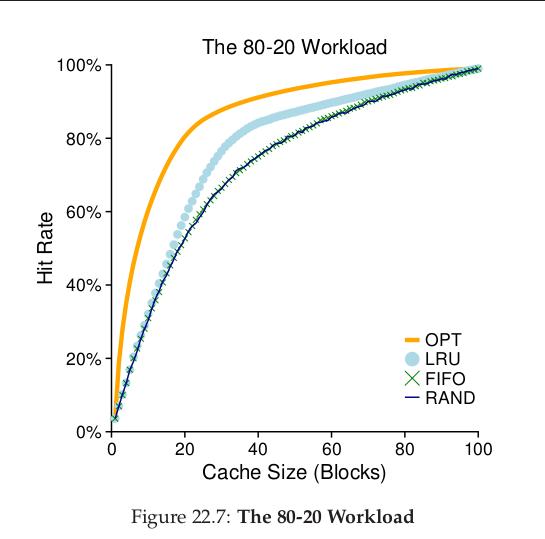 The 80-20 Workload
100%
80%
60%
40%
20%
0%
Hit Rate
0 20 40 60 80 100
Cache Size (Blocks)
OPT
LRU
FIFO
RAND
Figure 22.7: The 80-20 Workload